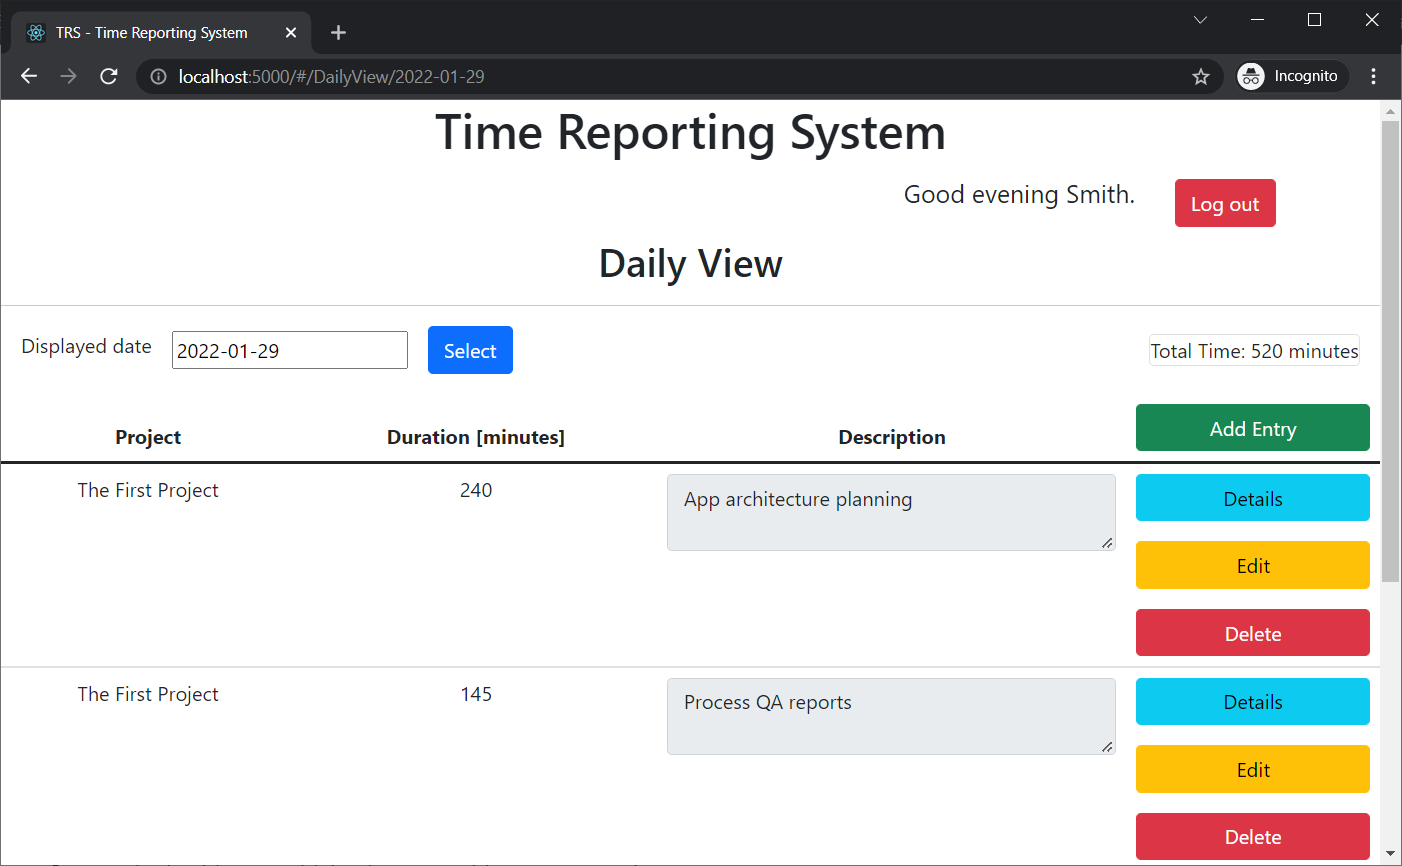 TRS - Time Reporting System
localhost:5000/#/DailyView/2022-01-29
Incognito
Time Reporting System
Good evening Smith.
Log out
Daily View
Displayed date
2022-01-29
Select
Total Time: 520 minutes
Project
Duration [minutes]
Description
Add Entry
The First Project
240
App architecture planning
Details
Edit
Delete
The First Project
145
Process QA reports
Details
Edit
Delete